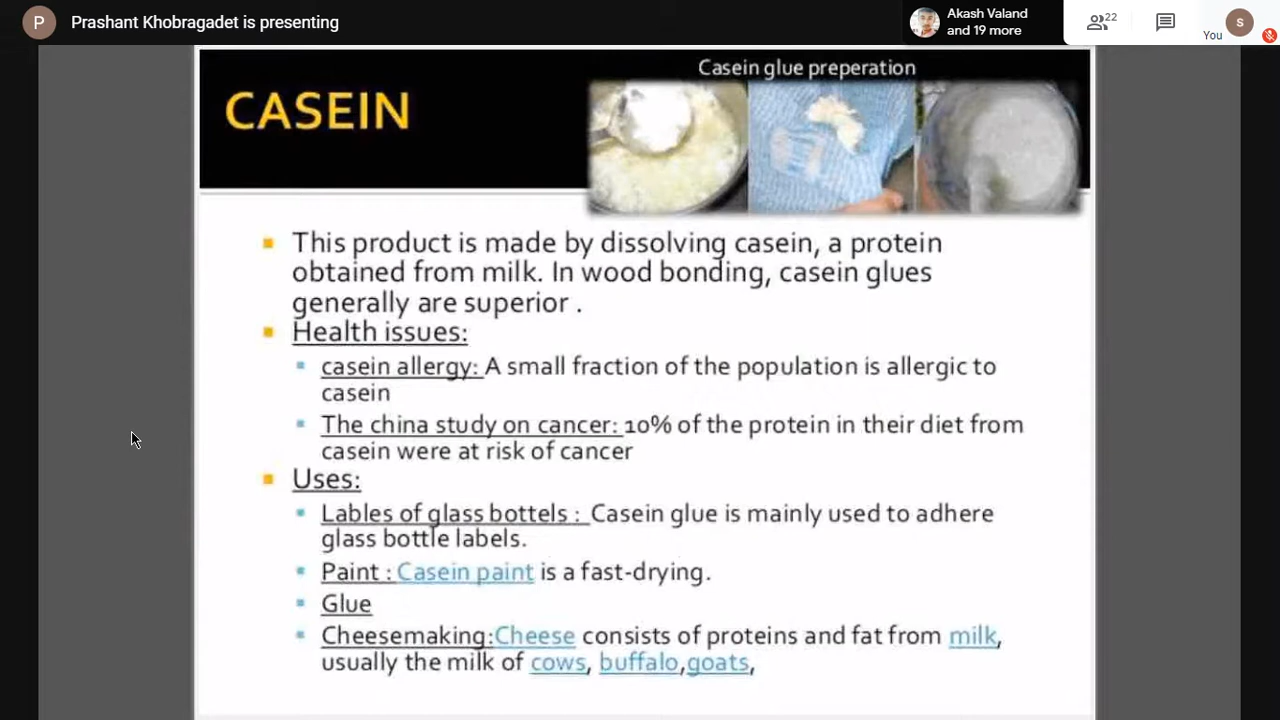 P Prashant Khobragadet is presenting
Akash Valand
and 19 more
22
You
S
Casein glue preperation
CASEIN
This product is made by dissolving casein, a protein
obtained from milk. In wood bonding, casein glues
generally are superior .
Health issues:
casein allergy: A small fraction of the population is allergic to
casein
The china study on cancer: 10% of the protein in their diet from
casein were at risk of cancer
Uses:
Lables of glass bottels : Casein glue is mainly used to adhere
glass bottle labels.
Paint : Casein paint is a fast-drying.
Glue
Cheesemaking:Cheese consists of proteins and fat from milk,
usually the milk of cows, buffalo,goats,